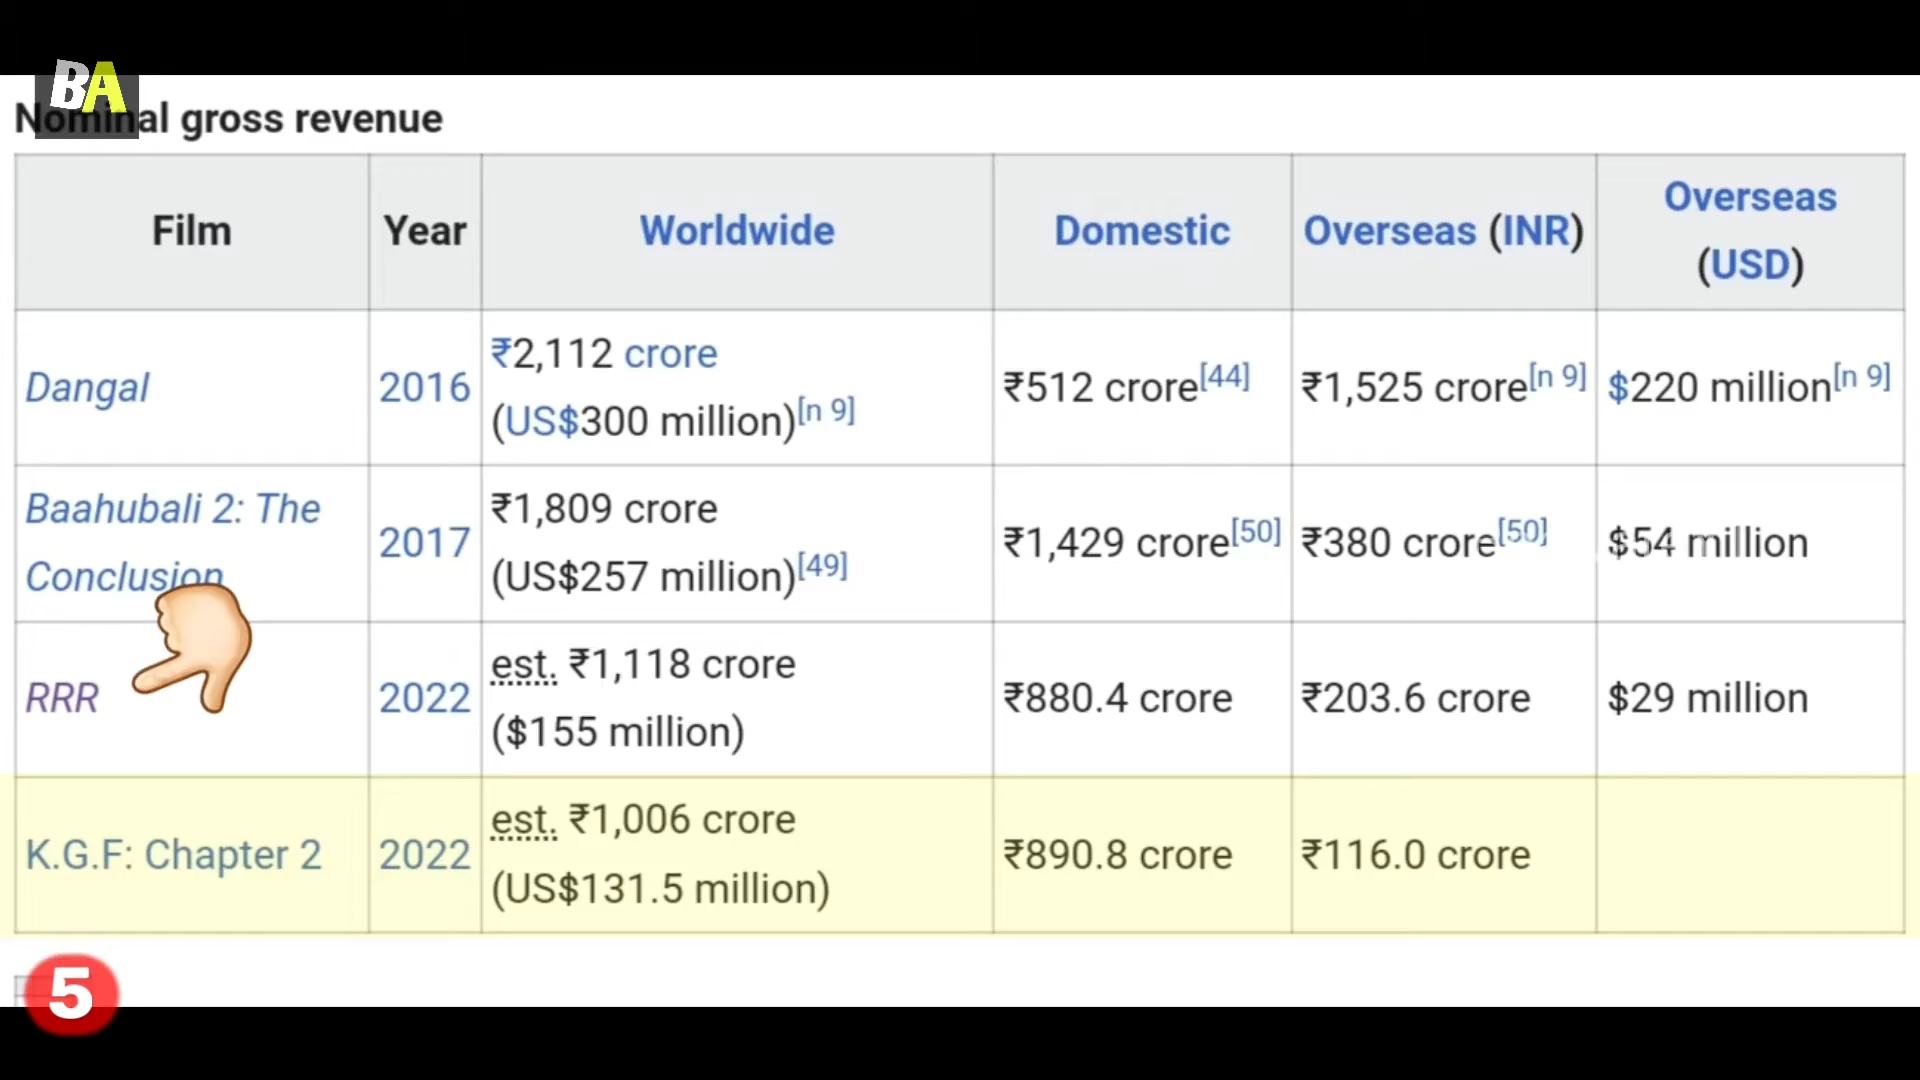 BA
Nominal gross revenue
Film
Year
Worldwide
Domestic
Overseas (INR)
Overseas
(USD)
Dangal
2016
₹2,112 crore
(US$300 million)[n 9]
₹512 crore[44]
₹1,525 crore[n 9]
$220 million[n 9]
Baahubali 2: The
Conclusion
2017
₹1,809 crore
(US$257 million)[49]
₹1,429 crore[50]
₹380 crore[50]
$54 million
RRR
2022
est. ₹1,118 crore
($155 million)
₹880.4 crore
₹203.6 crore
$29 million
K.G.F: Chapter 2
2022
est. ₹1,006 crore
(US$131.5 million)
₹890.8 crore
₹116.0 crore
5